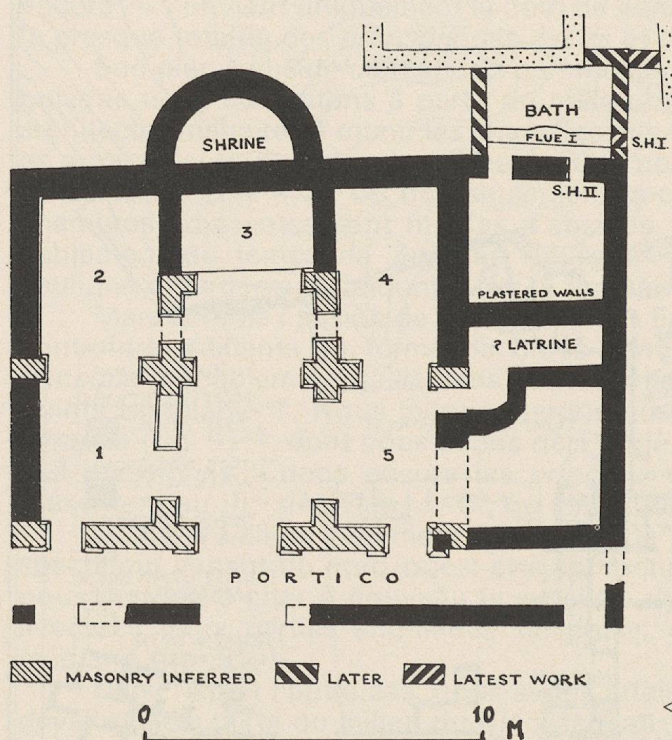 BATH
SHRINE
FLUE I
S.H.I.
S.H.II.
2
3
4
PLASTERED WALLS
? LATRINE
1
5
PORTICO
MASONRY INFERRED
LATER
LATEST WORK
0
10
M